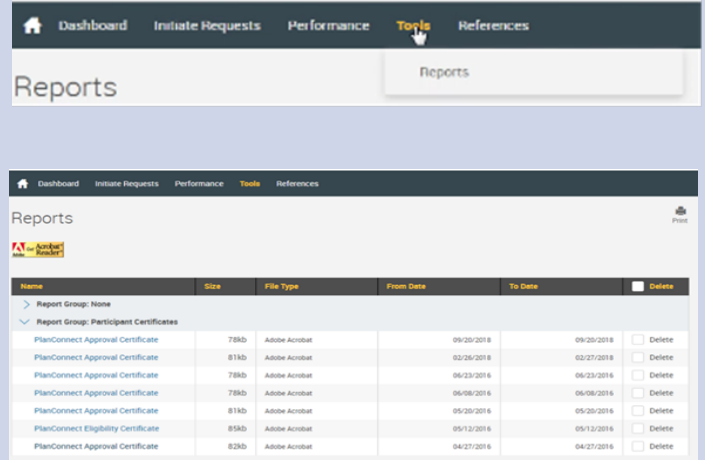 Dashboard Initiate Requests Performance Tools References
Reports
Reports
Dashboard Initiate Requests Performance Tools References
Reports
Print
Get Acrobat Reader
Adobe
Name Size File Type From Date To Date Delete
Report Group: None
Report Group: Participant Certificates
PlanConnect Approval Certificate 78kb Adobe Acrobat 09/20/2018 09/20/2018 Delete
PlanConnect Approval Certificate 81kb Adobe Acrobat 02/26/2018 02/27/2018 Delete
PlanConnect Approval Certificate 78kb Adobe Acrobat 06/23/2016 06/23/2016 Delete
PlanConnect Approval Certificate 78kb Adobe Acrobat 06/08/2016 06/08/2016 Delete
PlanConnect Approval Certificate 81kb Adobe Acrobat 05/20/2016 05/20/2016 Delete
PlanConnect Eligibility Certificate 85kb Adobe Acrobat 05/12/2016 05/12/2016 Delete
PlanConnect Approval Certificate 82kb Adobe Acrobat 04/27/2016 04/27/2016 Delete